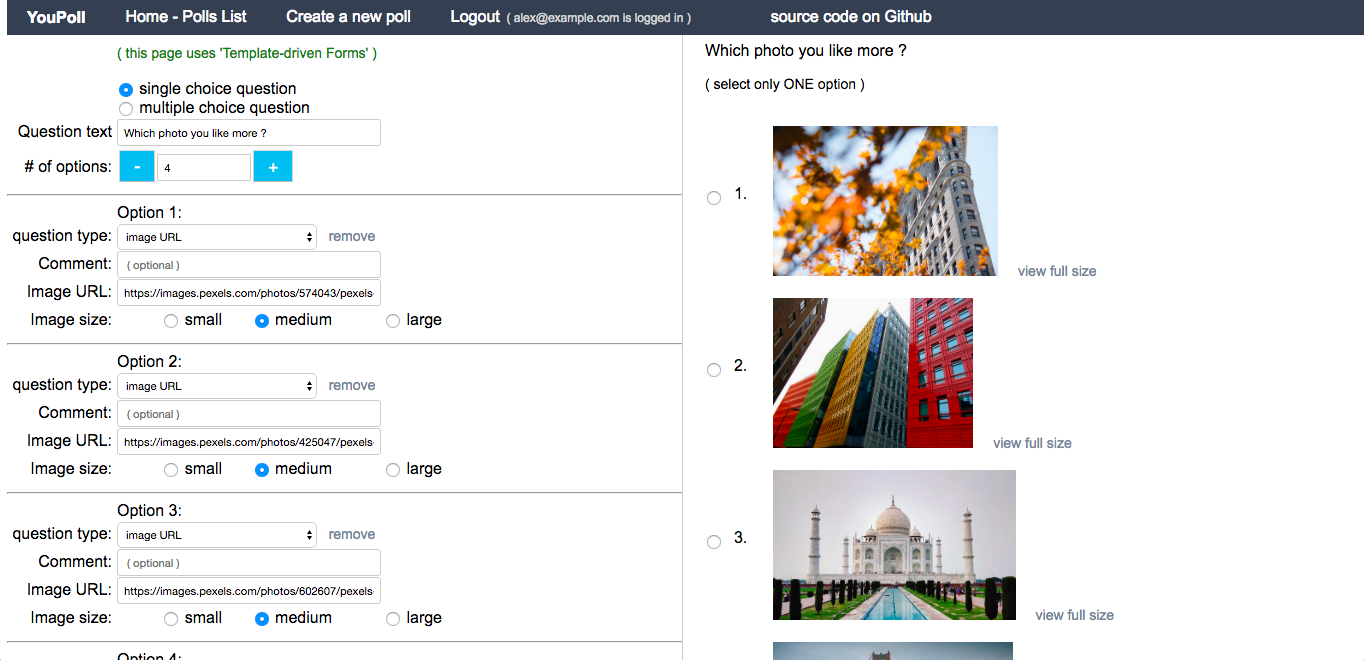 YouPoll Home - Polls List Create a new poll Logout ( alex@example.com is logged in ) source code on Github
( this page uses 'Template-driven Forms' )
single choice question
multiple choice question
Question text Which photo you like more ?
# of options: - 4 +
Option 1:
question type: image URL remove
Comment: ( optional )
Image URL: https://images.pexels.com/photos/574043/pexels-
Image size: small medium large
Option 2:
question type: image URL remove
Comment: ( optional )
Image URL: https://images.pexels.com/photos/425047/pexels-
Image size: small medium large
Option 3:
question type: image URL remove
Comment: ( optional )
Image URL: https://images.pexels.com/photos/602607/pexels-
Image size: small medium large
Option 4:
Which photo you like more ?
( select only ONE option )
1.
view full size
2.
view full size
3.
view full size